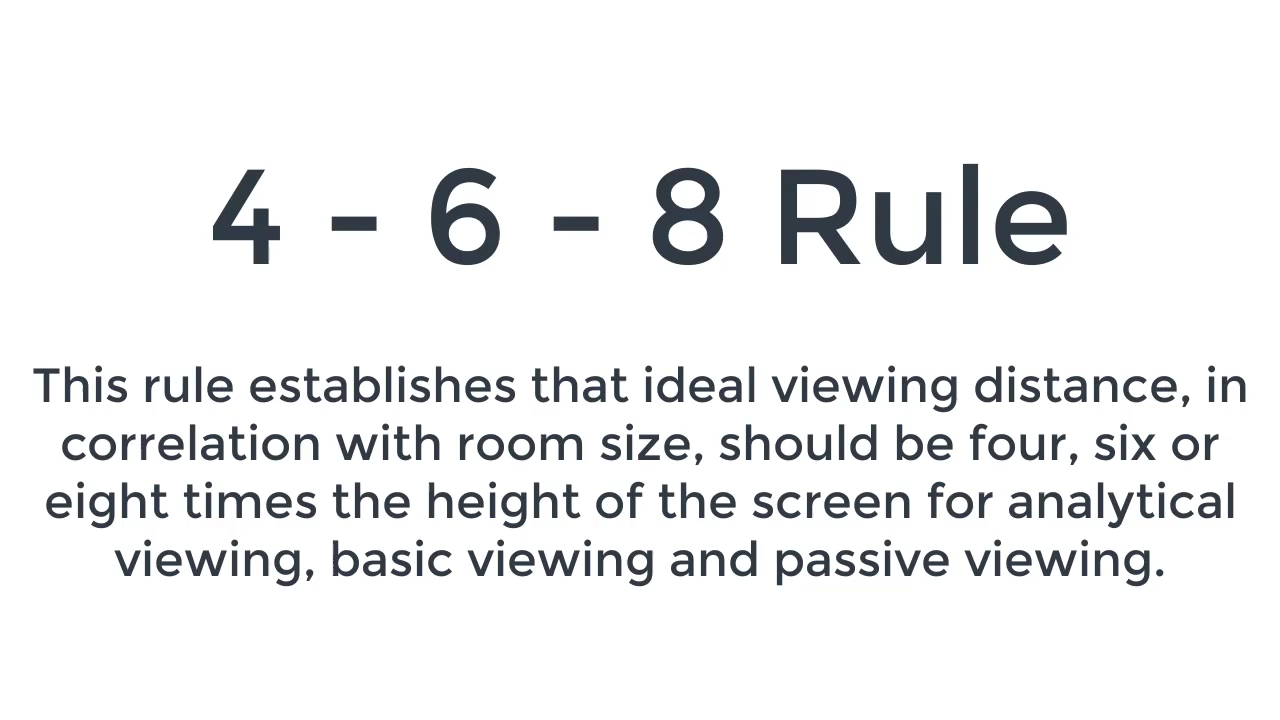 4 - 6 - 8 Rule
This rule establishes that ideal viewing distance, in
correlation with room size, should be four, six or
eight times the height of the screen for analytical
viewing, basic viewing and passive viewing.